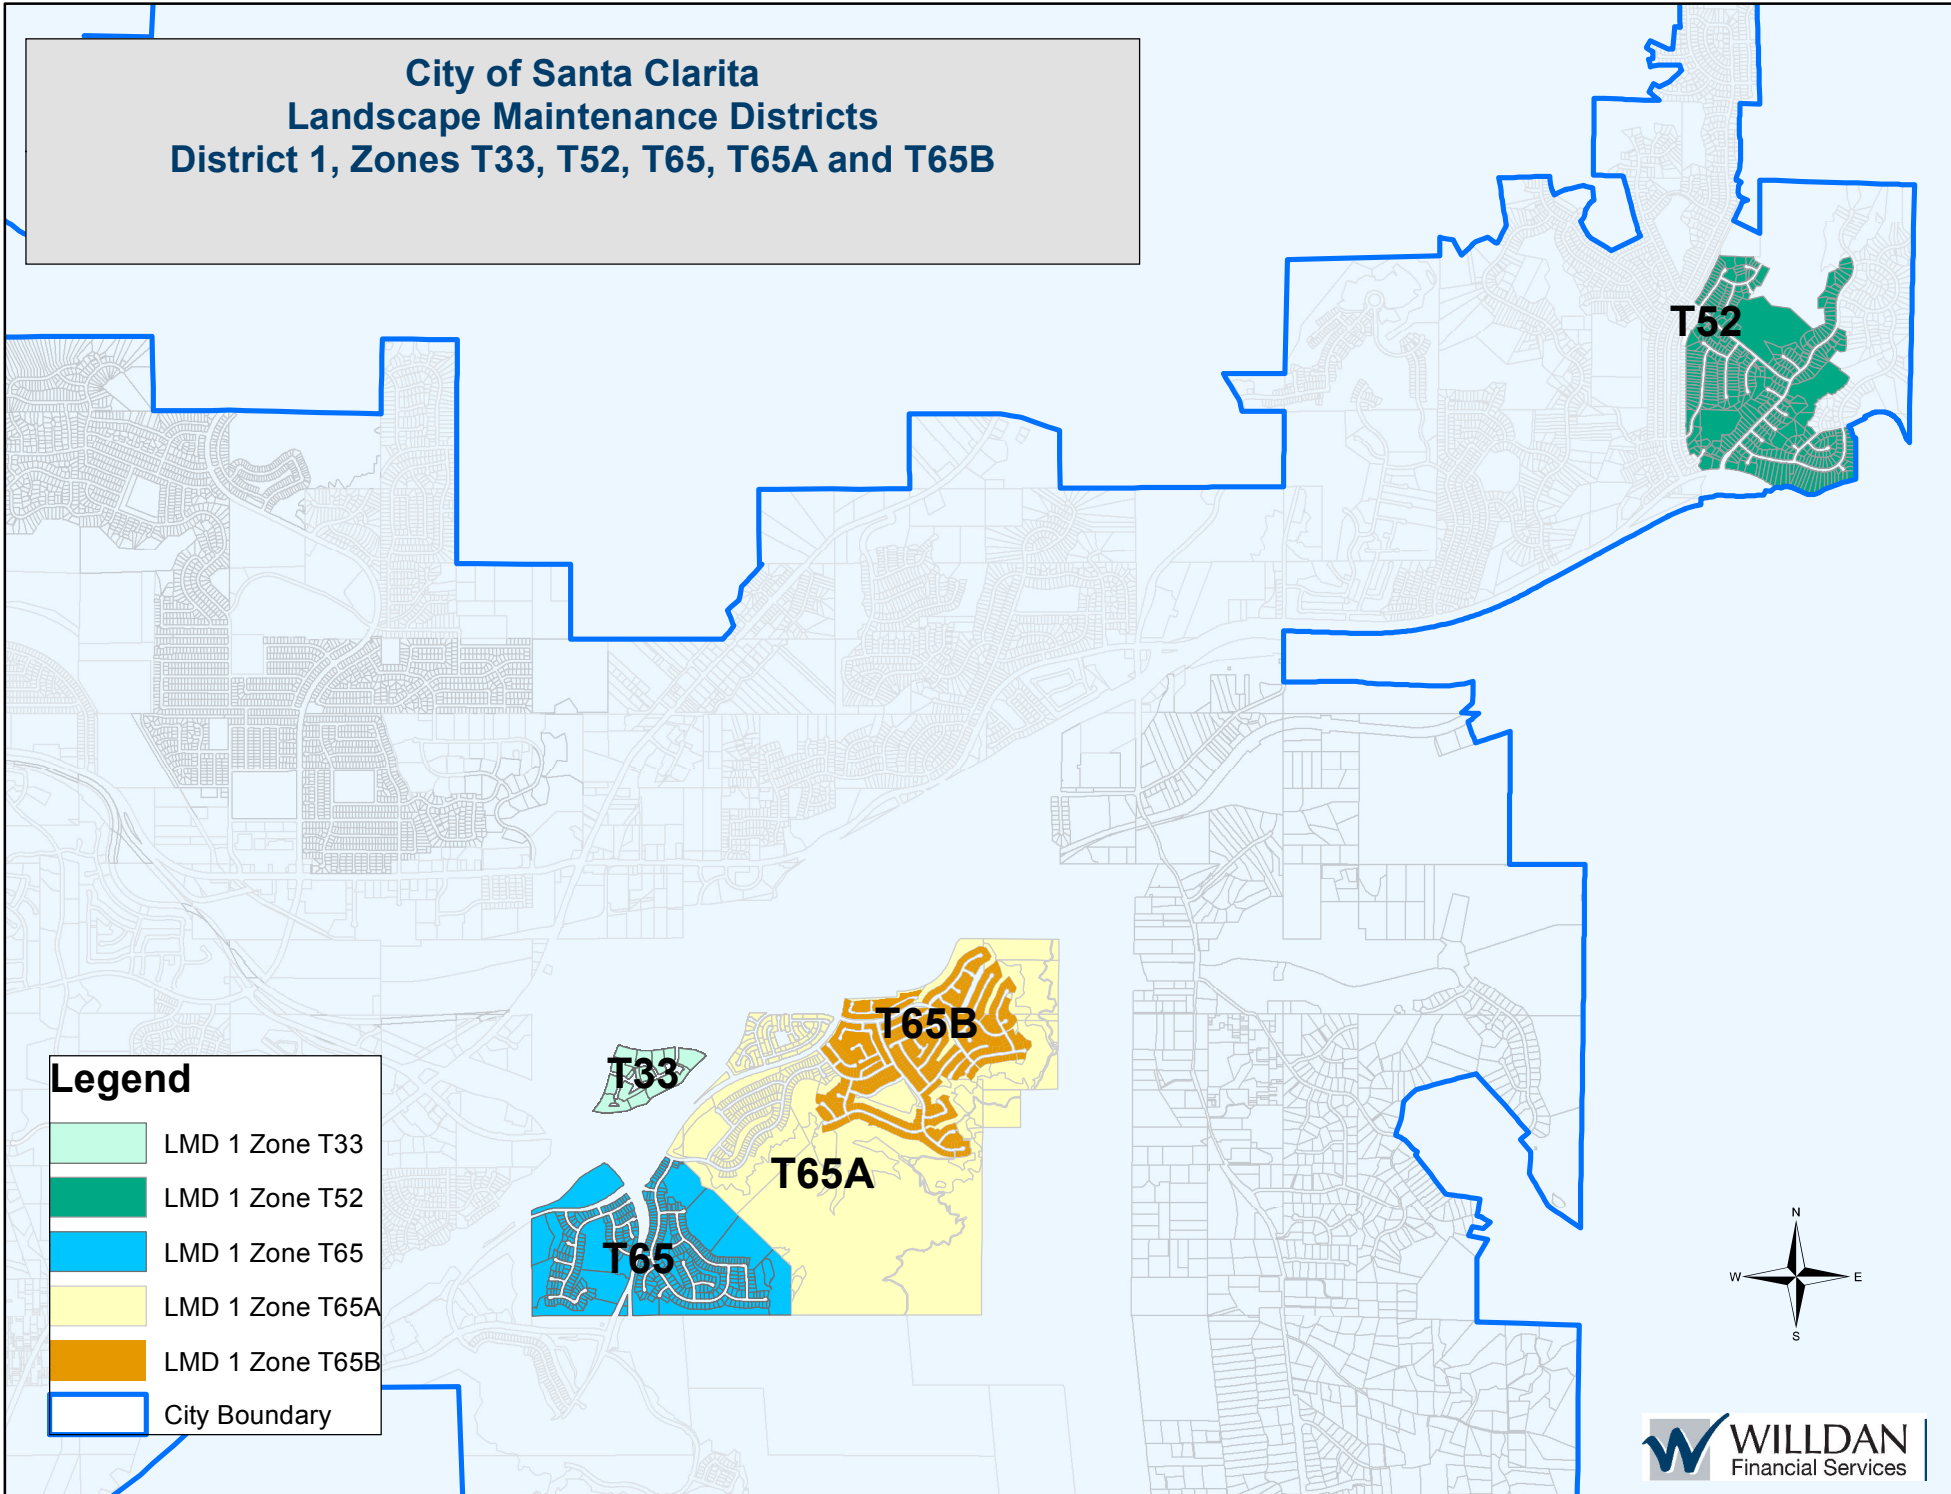 City of Santa Clarita
Landscape Maintenance Districts
District 1, Zones T33, T52, T65, T65A and T65B
T52
T65B
T33
T65A
T65
Legend
LMD 1 Zone T33
LMD 1 Zone T52
LMD 1 Zone T65
LMD 1 Zone T65A
LMD 1 Zone T65B
City Boundary
N
W
E
S
WILLDAN
Financial Services